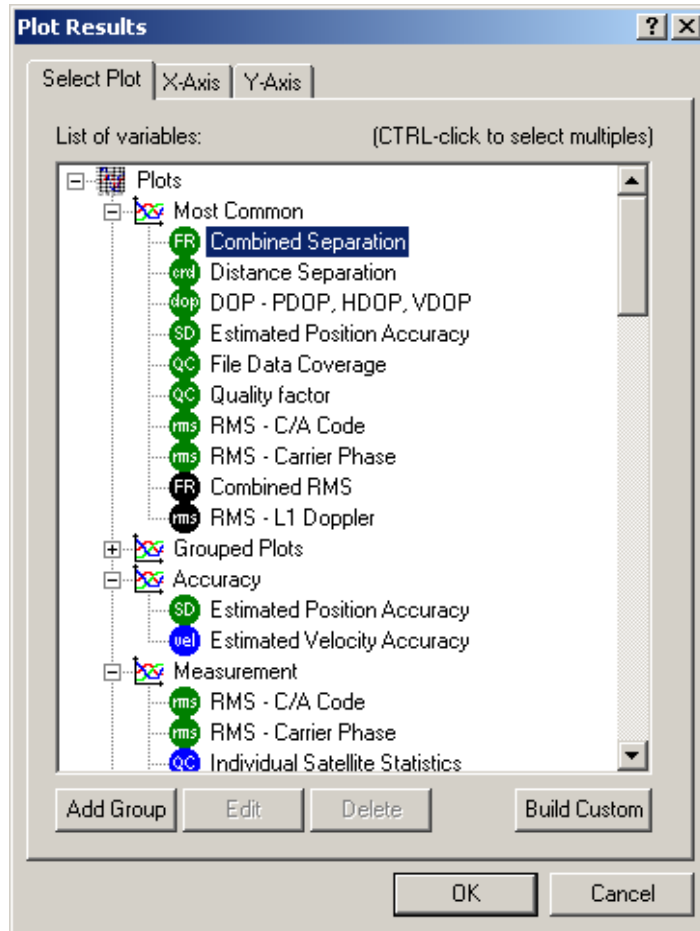 Plot Results
Select Plot X-Axis Y-Axis
List of variables: (CTRL-click to select multiples)
Plots
Most Common
FR Combined Separation
crd Distance Separation
dop DOP - PDOP, HDOP, VDOP
SD Estimated Position Accuracy
QC File Data Coverage
QC Quality factor
rms RMS - C/A Code
rms RMS - Carrier Phase
FR Combined RMS
rms RMS - L1 Doppler
Grouped Plots
Accuracy
SD Estimated Position Accuracy
vel Estimated Velocity Accuracy
Measurement
rms RMS - C/A Code
rms RMS - Carrier Phase
QC Individual Satellite Statistics
Add Group Edit Delete Build Custom
OK Cancel